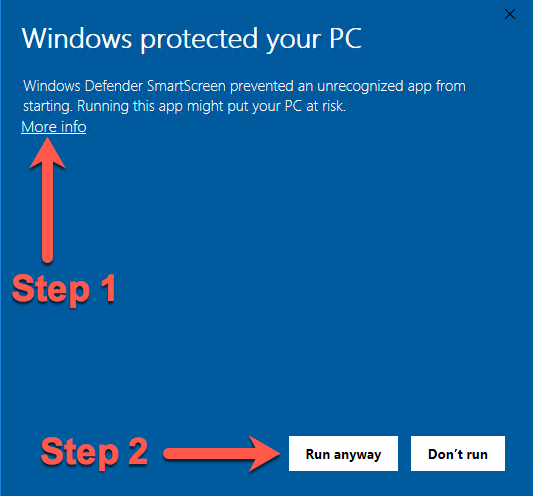 Windows protected your PC
Windows Defender SmartScreen prevented an unrecognized app from
starting. Running this app might put your PC at risk.
More info
Step 1
Step 2
Run anyway
Don't run